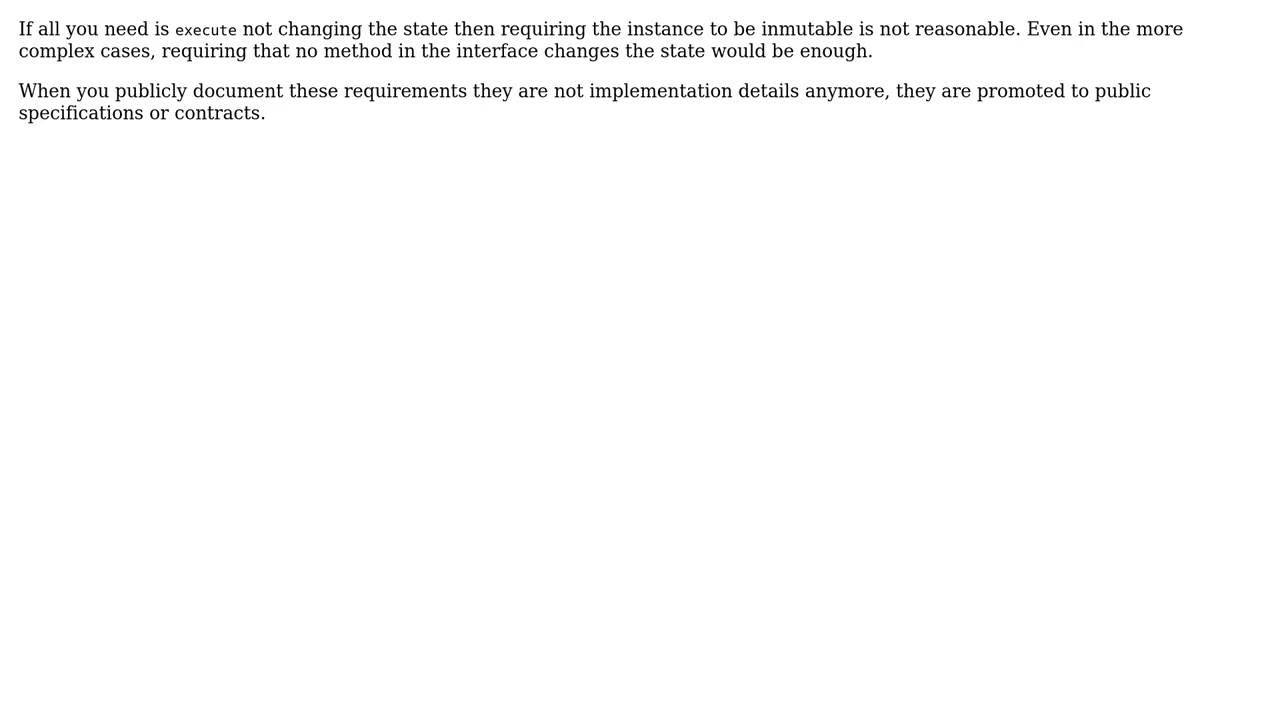 If all you need is execute not changing the state then requiring the instance to be inmutable is not reasonable. Even in the more
complex cases, requiring that no method in the interface changes the state would be enough.
When you publicly document these requirements they are not implementation details anymore, they are promoted to public
specifications or contracts.